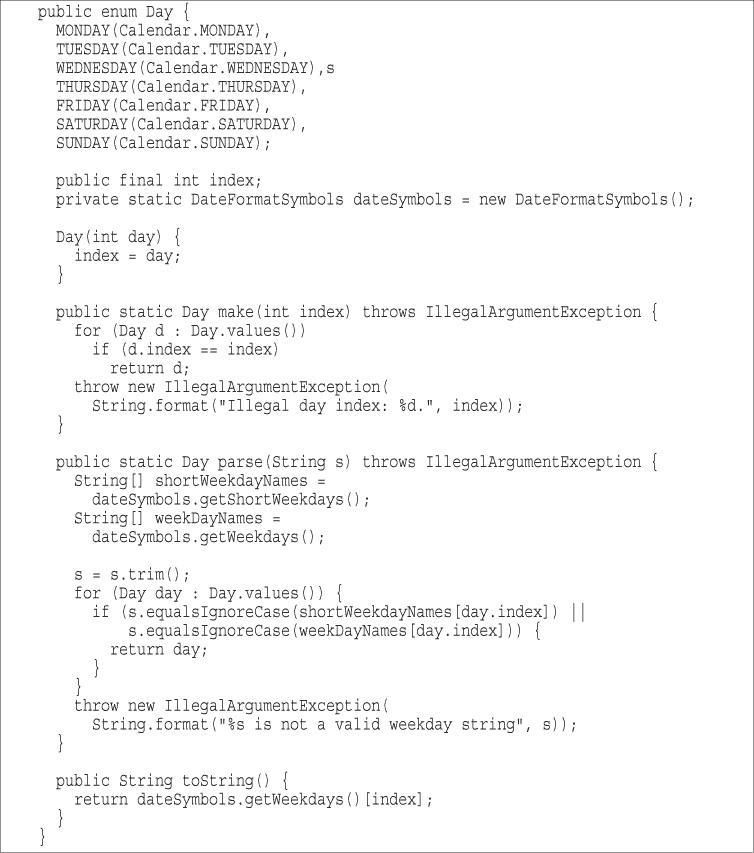 public enum Day {
  MONDAY(Calendar.MONDAY),
  TUESDAY(Calendar.TUESDAY),
  WEDNESDAY(Calendar.WEDNESDAY),s
  THURSDAY(Calendar.THURSDAY),
  FRIDAY(Calendar.FRIDAY),
  SATURDAY(Calendar.SATURDAY),
  SUNDAY(Calendar.SUNDAY);

  public final int index;
  private static DateFormatSymbols dateSymbols = new DateFormatSymbols();

  Day(int day) {
    index = day;
  }

  public static Day make(int index) throws IllegalArgumentException {
    for (Day d : Day.values())
      if (d.index == index)
        return d;
    throw new IllegalArgumentException(
      String.format("Illegal day index: %d.", index));
  }

  public static Day parse(String s) throws IllegalArgumentException {
    String[] shortWeekdayNames =
      dateSymbols.getShortWeekdays();
    String[] weekDayNames =
      dateSymbols.getWeekdays();

    s = s.trim();
    for (Day day : Day.values()) {
      if (s.equalsIgnoreCase(shortWeekdayNames[day.index]) ||
          s.equalsIgnoreCase(weekDayNames[day.index])) {
        return day;
      }
    }
    throw new IllegalArgumentException(
      String.format("%s is not a valid weekday string", s));
  }

  public String toString() {
    return dateSymbols.getWeekdays()[index];
  }
}